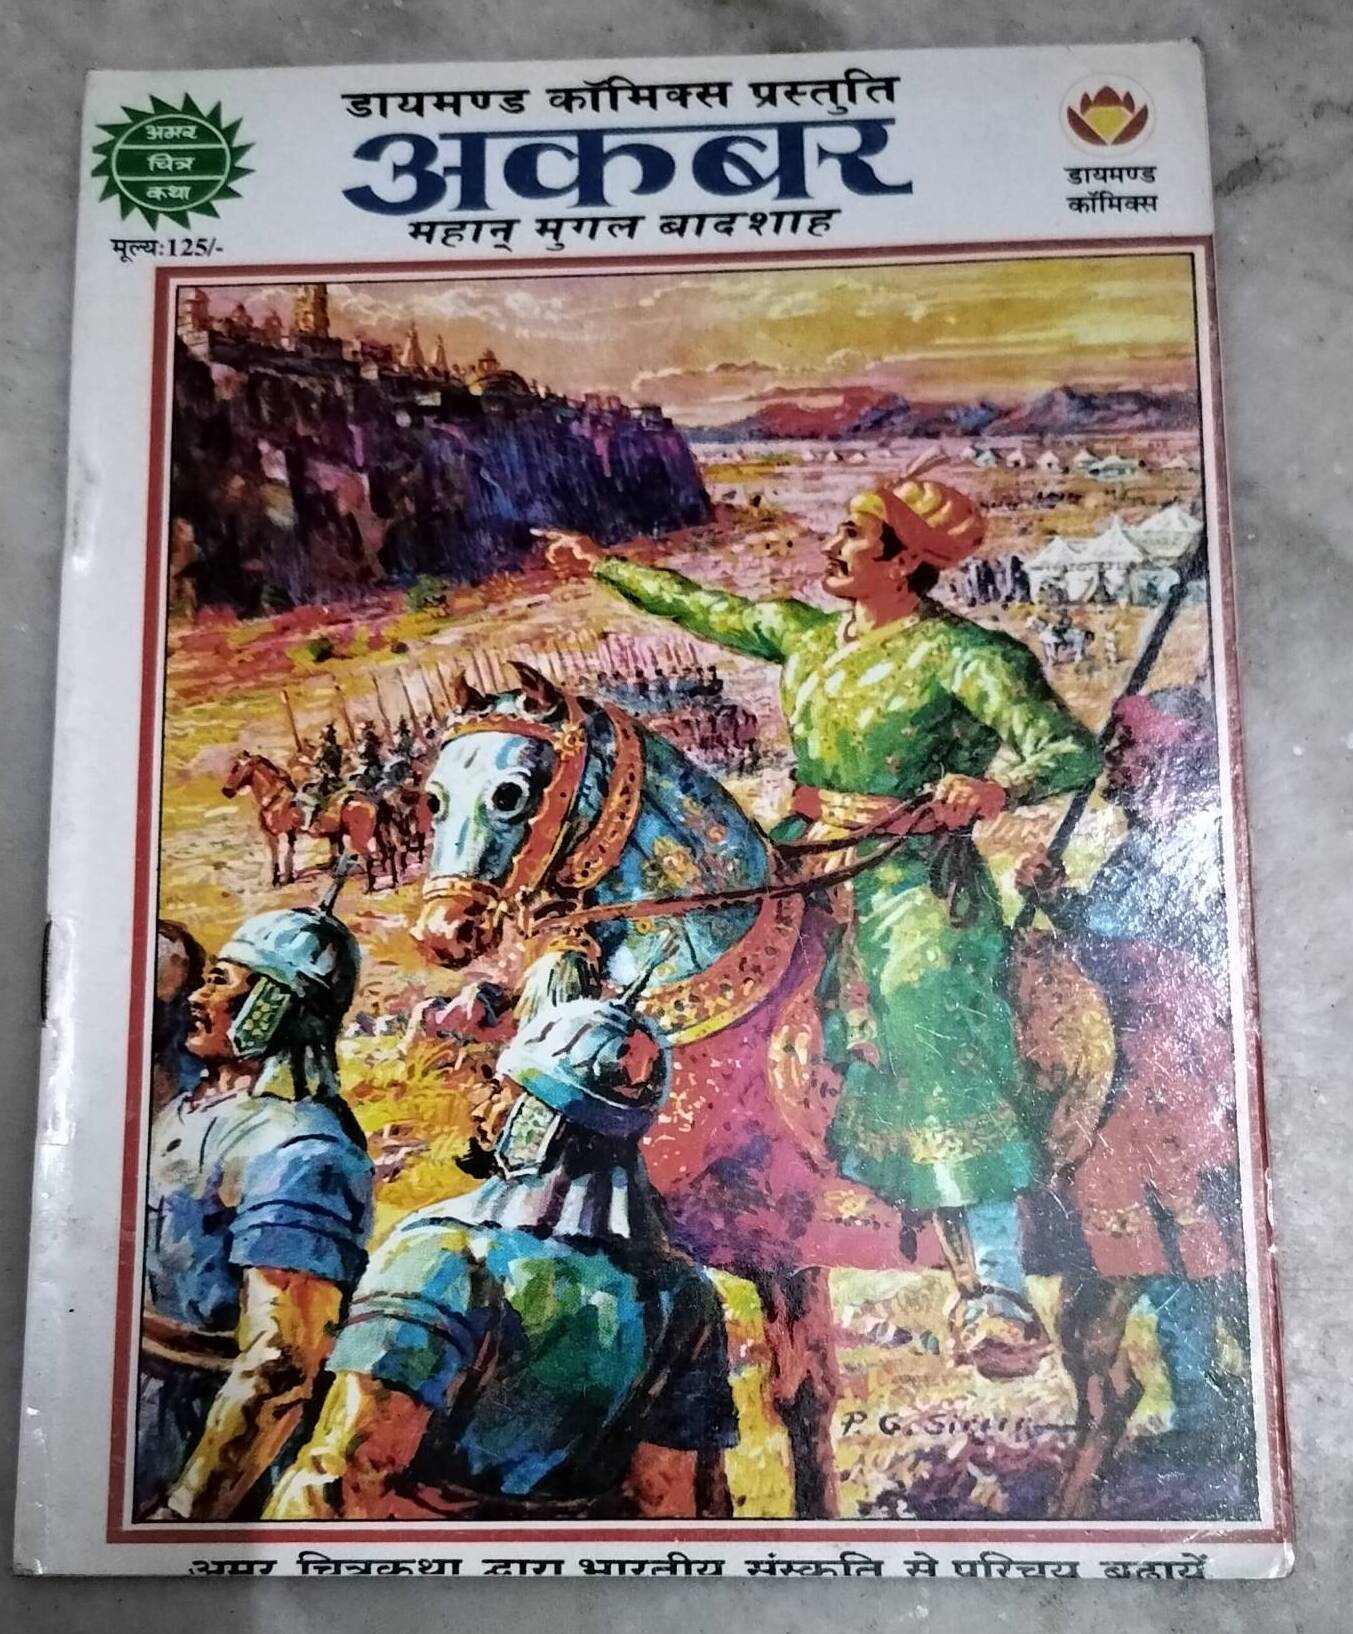 डायमण्ड कॉमिक्स प्रस्तुति
अमर
चित्र
कथा
अकबर
महान् मुगल बादशाह
मूल्य:125/-
डायमण्ड
कॉमिक्स
P. G. 
अमर चित्रकथा द्वारा भारतीय संस्कृति से परिचय बढ़ायें